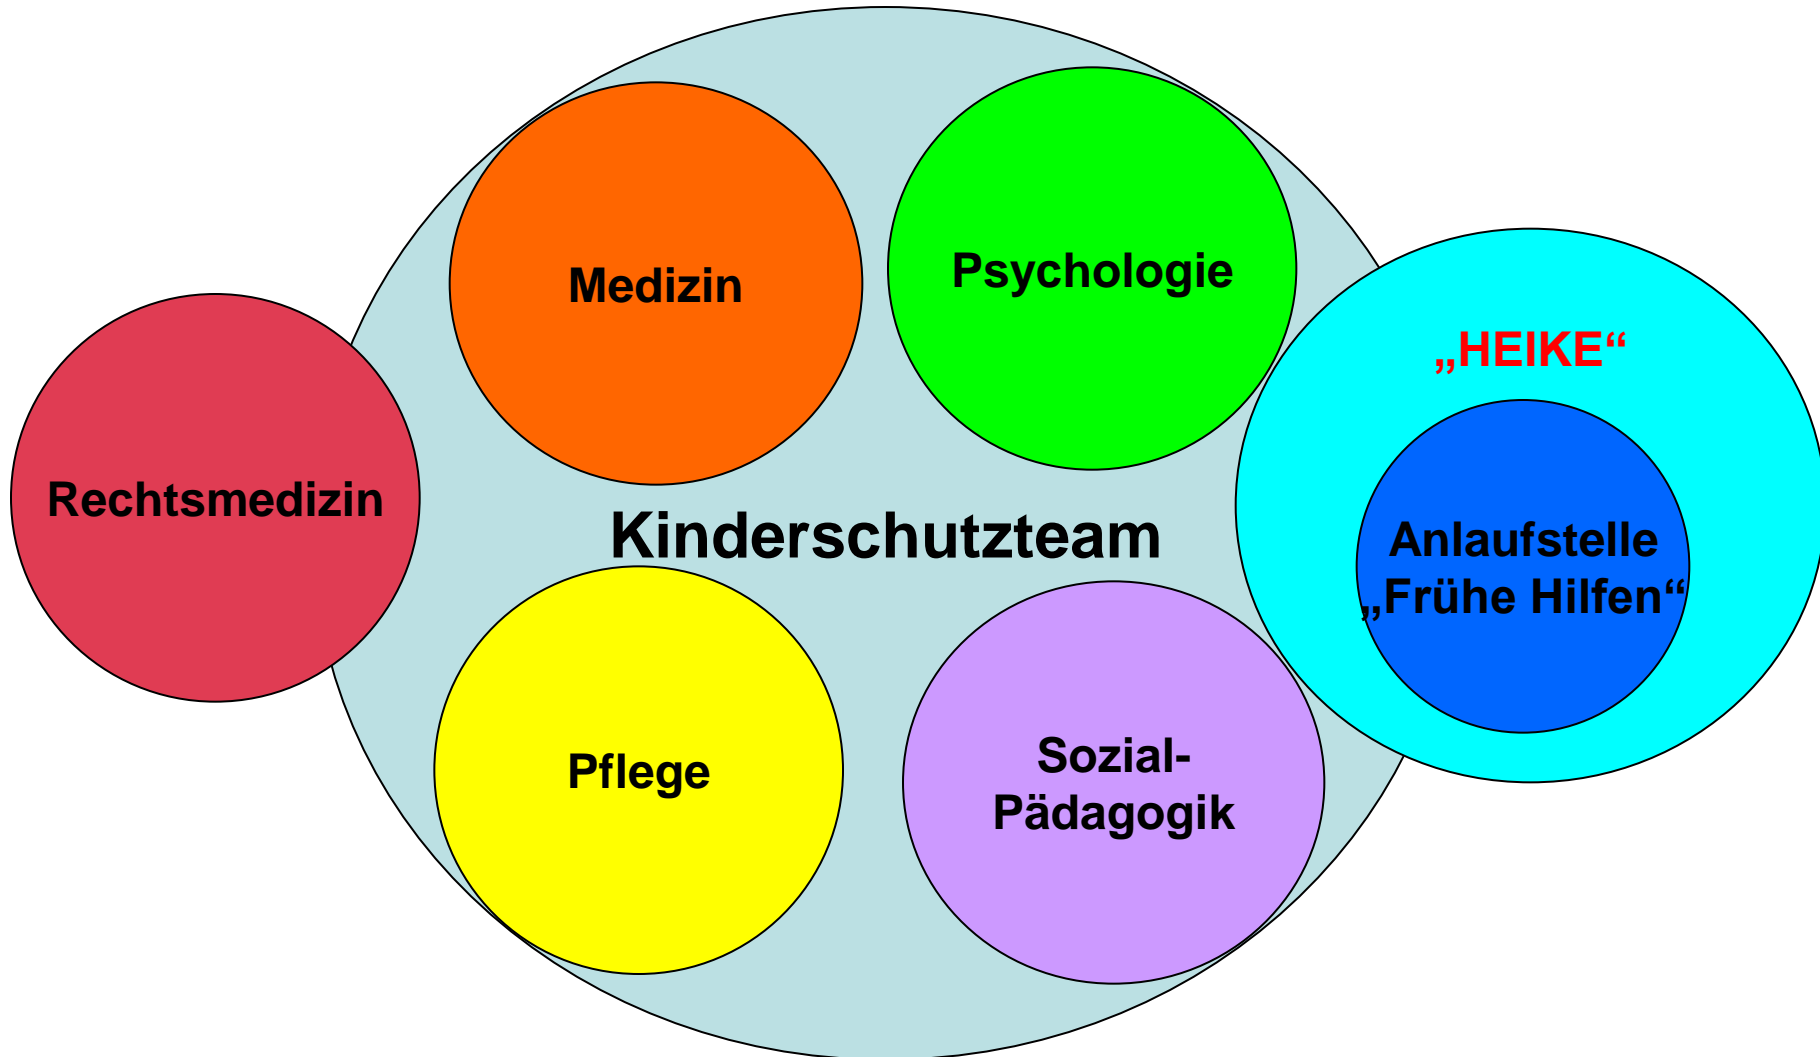 Medizin
Psychologie
„HEIKE“
Rechtsmedizin
Kinderschutzteam
Anlaufstelle
„Frühe Hilfen“
Pflege
Sozial-
Pädagogik